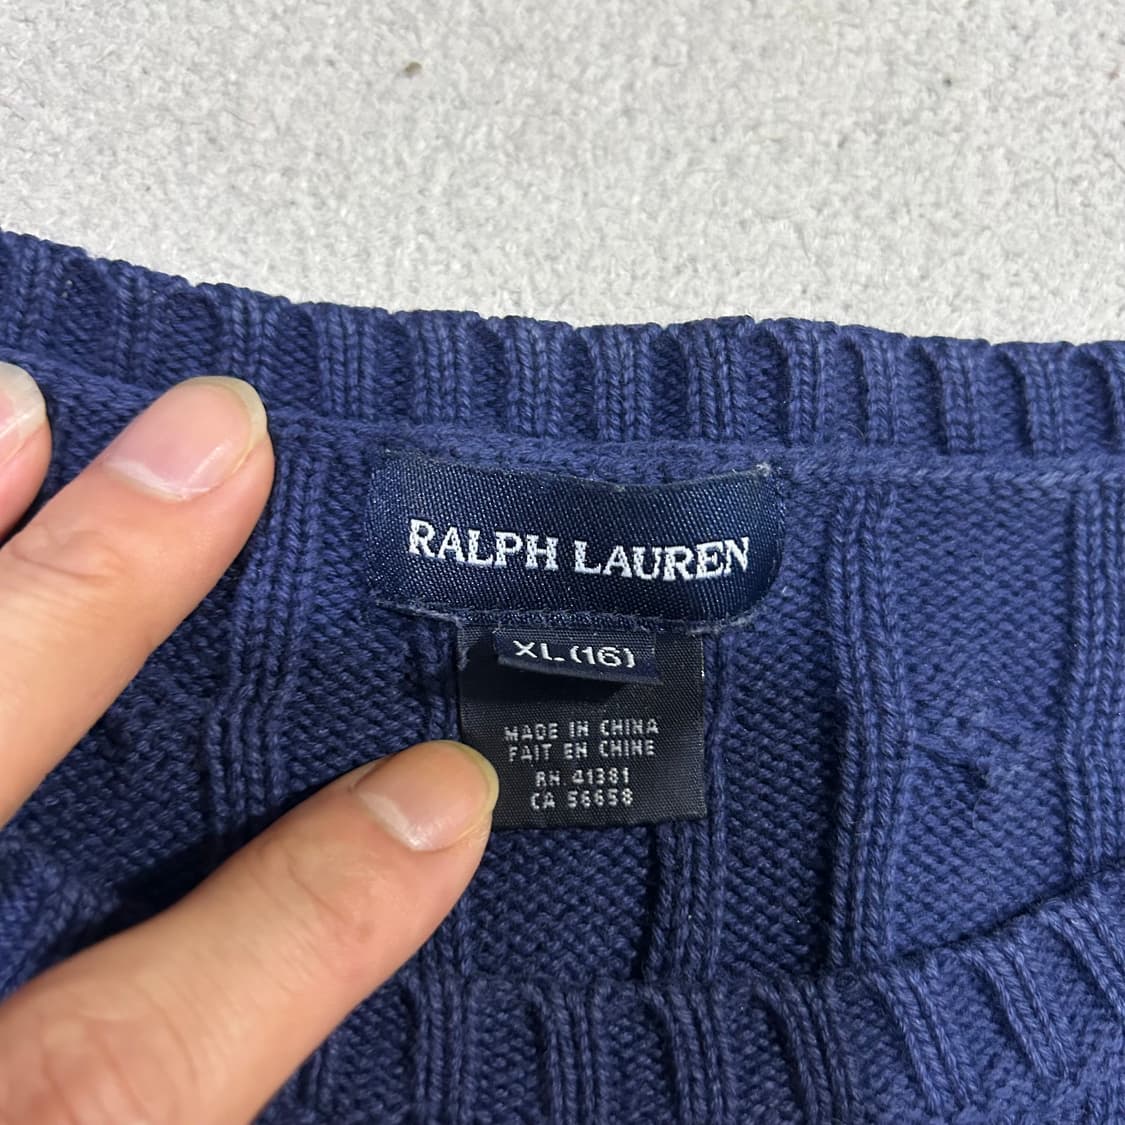 RALPH LAUREN
XL (16)
MADE IN CHINA
FAIT EN CHINE
RN 41381
CA 56658